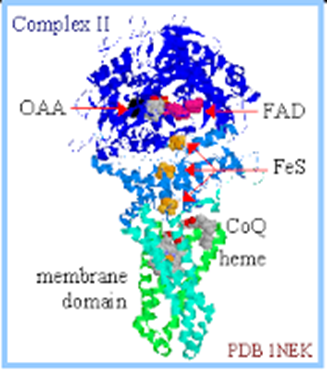 Complex II
OAA
FAD
FeS
CoQ
heme
membrane
domain
PDB 1NEK